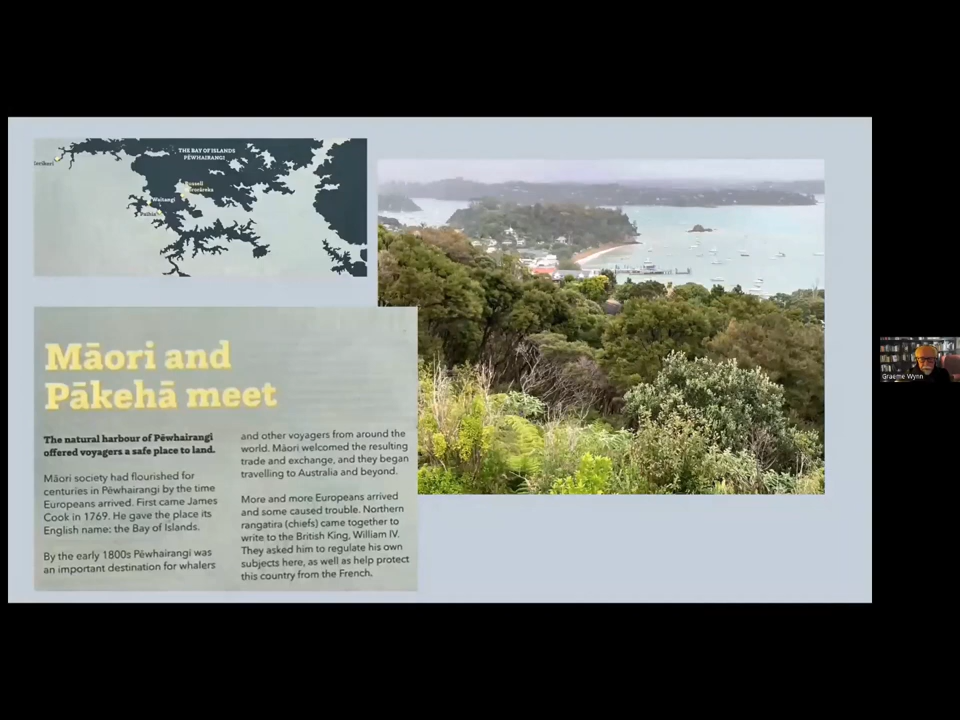 THE BAY OF ISLANDS
PĒWHAIRANGI
Kerikeri
Russell
Kororāreka
Waitangi
Paihia
Māori and
Pākehā meet
The natural harbour of Pēwhairangi
offered voyagers a safe place to land.
Māori society had flourished for
centuries in Pēwhairangi by the time
Europeans arrived. First came James
Cook in 1769. He gave the place its
English name: the Bay of Islands.
By the early 1800s Pēwhairangi was
an important destination for whalers
and other voyagers from around the
world. Māori welcomed the resulting
trade and exchange, and they began
travelling to Australia and beyond.
More and more Europeans arrived
and some caused trouble. Northern
rangatira (chiefs) came together to
write to the British King, William IV.
They asked him to regulate his own
subjects here, as well as help protect
this country from the French.
Graeme Wynn